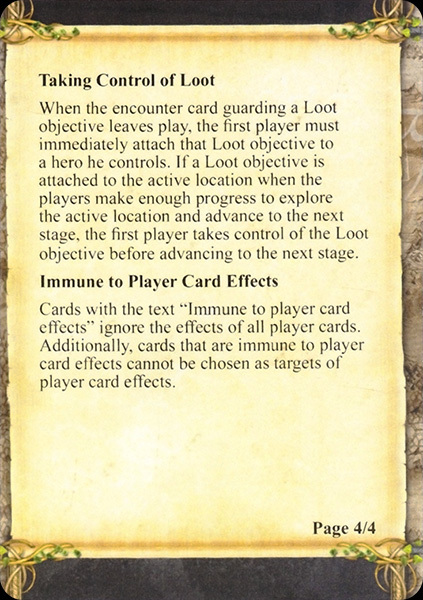 Taking Control of Loot
When the encounter card guarding a Loot
objective leaves play, the first player must
immediately attach that Loot objective to
a hero he controls. If a Loot objective is
attached to the active location when the
players make enough progress to explore
the active location and advance to the next
stage, the first player takes control of the Loot
objective before advancing to the next stage.
Immune to Player Card Effects
Cards with the text “Immune to player card
effects” ignore the effects of all player cards.
Additionally, cards that are immune to player
card effects cannot be chosen as targets of
player card effects.
Page 4/4